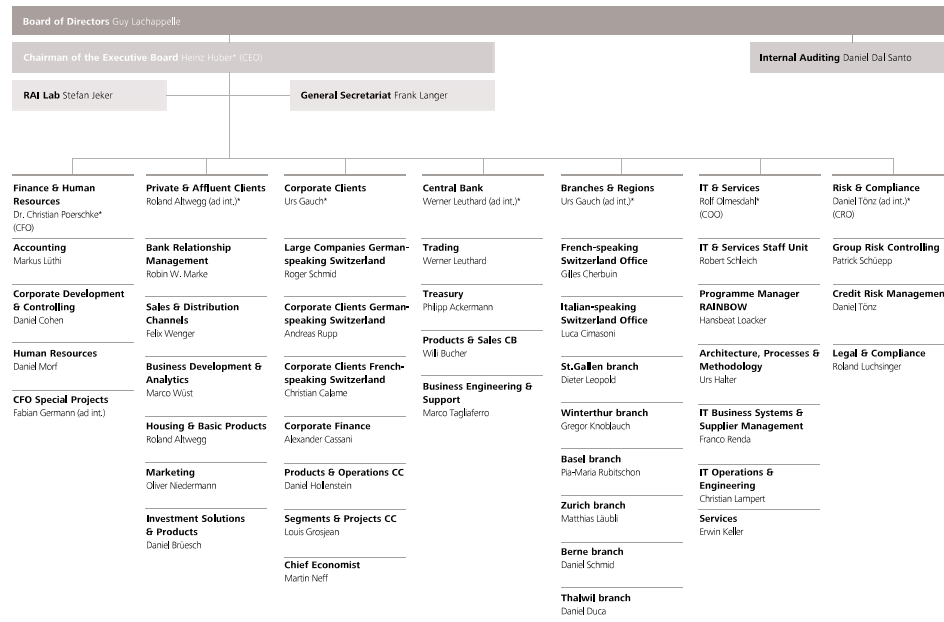 Board of Directors Guy Lachappelle
Chairman of the Executive Board Heinz Huber* (CEO)
Internal Auditing Daniel Dal Santo
RAI Lab Stefan Jeker
General Secretariat Frank Langer
Finance & Human
Resources
Dr. Christian Poerschke*
(CFO)
Accounting
Markus Lüthi
Corporate Development
& Controlling
Daniel Cohen
Human Resources
Daniel Morf
CFO Special Projects
Fabian Germann (ad int.)
Private & Affluent Clients
Roland Altwegg (ad int.)*
Bank Relationship
Management
Robin W. Marke
Sales & Distribution
Channels
Felix Wenger
Business Development &
Analytics
Marco Wüst
Housing & Basic Products
Roland Altwegg
Marketing
Oliver Niedermann
Investment Solutions
& Products
Daniel Brüesch
Corporate Clients
Urs Gauch*
Large Companies German-
speaking Switzerland
Roger Schmid
Corporate Clients German-
speaking Switzerland
Andreas Rupp
Corporate Clients French-
speaking Switzerland
Christian Calame
Corporate Finance
Alexander Cassani
Products & Operations CC
Daniel Hollenstein
Segments & Projects CC
Louis Grosjean
Chief Economist
Martin Neff
Central Bank
Werner Leuthard (ad int.)*
Trading
Werner Leuthard
Treasury
Philipp Ackermann
Products & Sales CB
Willi Bucher
Business Engineering &
Support
Marco Tagliaferro
Branches & Regions
Urs Gauch (ad int.)*
French-speaking
Switzerland Office
Gilles Cherbuin
Italian-speaking
Switzerland Office
Luca Cimasoni
St.Gallen branch
Dieter Leopold
Winterthur branch
Gregor Knoblauch
Basel branch
Pia-Maria Rubitschon
Zurich branch
Matthias Läubli
Berne branch
Daniel Schmid
Thalwil branch
Daniel Duca
IT & Services
Rolf Olmesdahl*
(COO)
IT & Services Staff Unit
Robert Schleich
Programme Manager
RAINBOW
Hansbeat Loacker
Architecture, Processes &
Methodology
Urs Halter
IT Business Systems &
Supplier Management
Franco Renda
IT Operations &
Engineering
Christian Lampert
Services
Erwin Keller
Risk & Compliance
Daniel Tönz (ad int.)*
(CRO)
Group Risk Controlling
Patrick Schüepp
Credit Risk Managemen
Daniel Tönz
Legal & Compliance
Roland Luchsinger